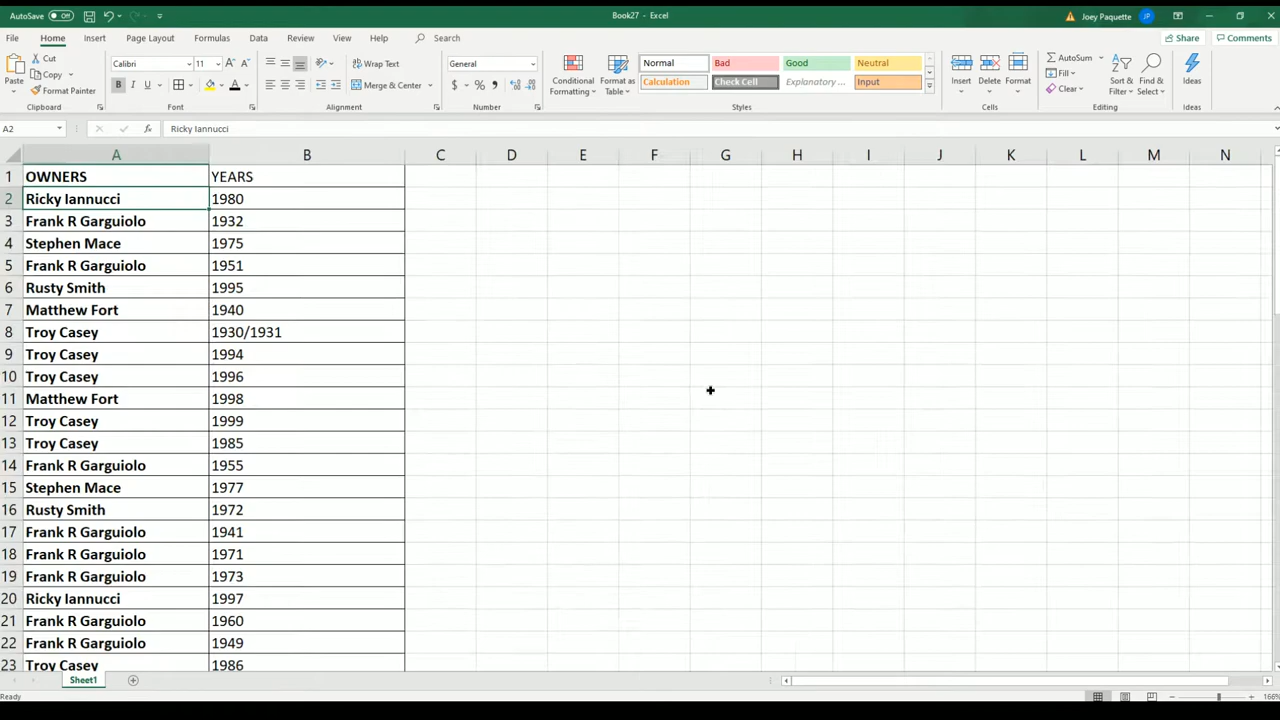 AutoSave Off Book27 - Excel Joey Paquette JP
File Home Insert Page Layout Formulas Data Review View Help Search Share Comments
Paste Cut Copy Format Painter Clipboard
Calibri 11 A A B I U A Font
Wrap Text Merge & Center Alignment
General $ % Number
Conditional Formatting Format as Table Normal Bad Good Neutral Calculation Check Cell Explanatory ... Input Styles
Insert Delete Format Cells
AutoSum Fill Clear Sort & Filter Find & Select Editing
Ideas Ideas
A2 fx Ricky Iannucci
A B C D E F G H I J K L M N
1 OWNERS YEARS
2 Ricky Iannucci 1980
3 Frank R Garguiolo 1932
4 Stephen Mace 1975
5 Frank R Garguiolo 1951
6 Rusty Smith 1995
7 Matthew Fort 1940
8 Troy Casey 1930/1931
9 Troy Casey 1994
10 Troy Casey 1996
11 Matthew Fort 1998
12 Troy Casey 1999
13 Troy Casey 1985
14 Frank R Garguiolo 1955
15 Stephen Mace 1977
16 Rusty Smith 1972
17 Frank R Garguiolo 1941
18 Frank R Garguiolo 1971
19 Frank R Garguiolo 1973
20 Ricky Iannucci 1997
21 Frank R Garguiolo 1960
22 Frank R Garguiolo 1949
23 Troy Casey 1986
Sheet1
Ready 166%